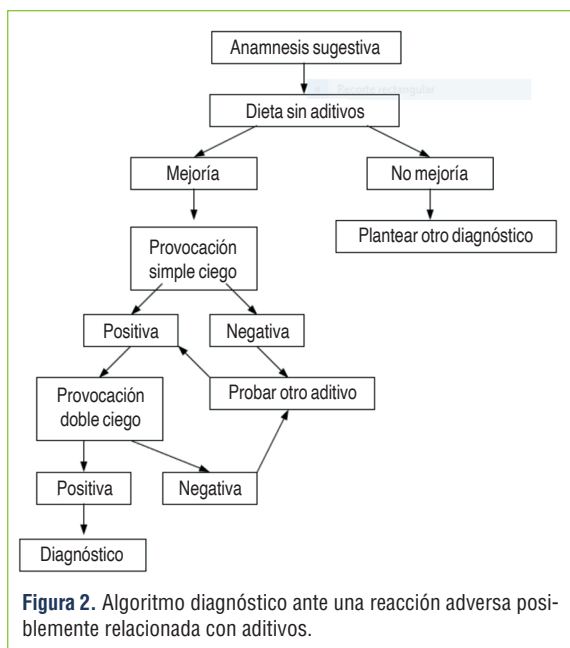 Anamnesis sugestiva
Recorte rectangular
Dieta sin aditivos
Mejoría
No mejoría
Provocación
simple ciego
Plantear otro diagnóstico
Positiva
Negativa
Provocación
doble ciego
Probar otro aditivo
Positiva
Negativa
Diagnóstico
Figura 2. Algoritmo diagnóstico ante una reacción adversa posi-
blemente relacionada con aditivos.